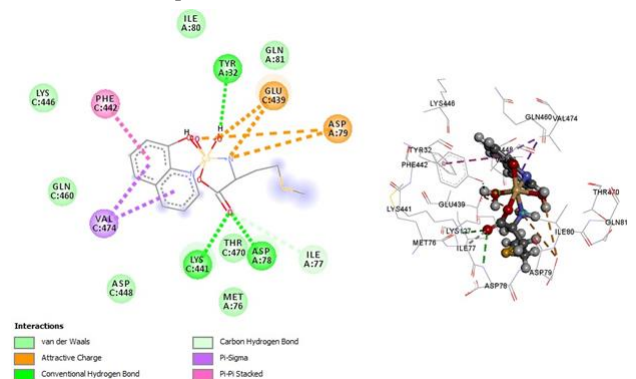 ILE
A:80
TYR
A:32
GLN
A:81
LYS
C:446
PHE
C:442
GLU
C:439
ASP
A:79
H
H
GLN
C:460
VAL
C:474
THR
C:470
LYS
C:441
ASP
A:78
ILE
A:77
ASP
C:448
MET
A:76
Interactions
van der Waals
Attractive Charge
Conventional Hydrogen Bond
Carbon Hydrogen Bond
Pi-Sigma
Pi-Pi Stacked
LYS446
GLN460
VAL474
TYR32
448
PHE442
THR470
LYS441
GLU439
GLN81
MET76
ILE77
ASP79